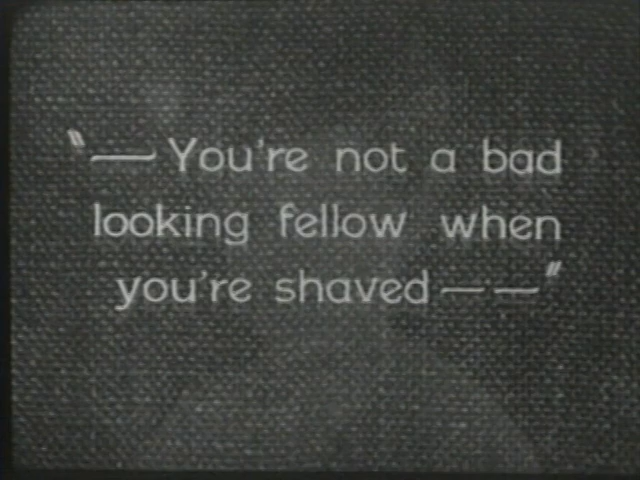 "— You're not a bad
looking fellow when
you're shaved — —"